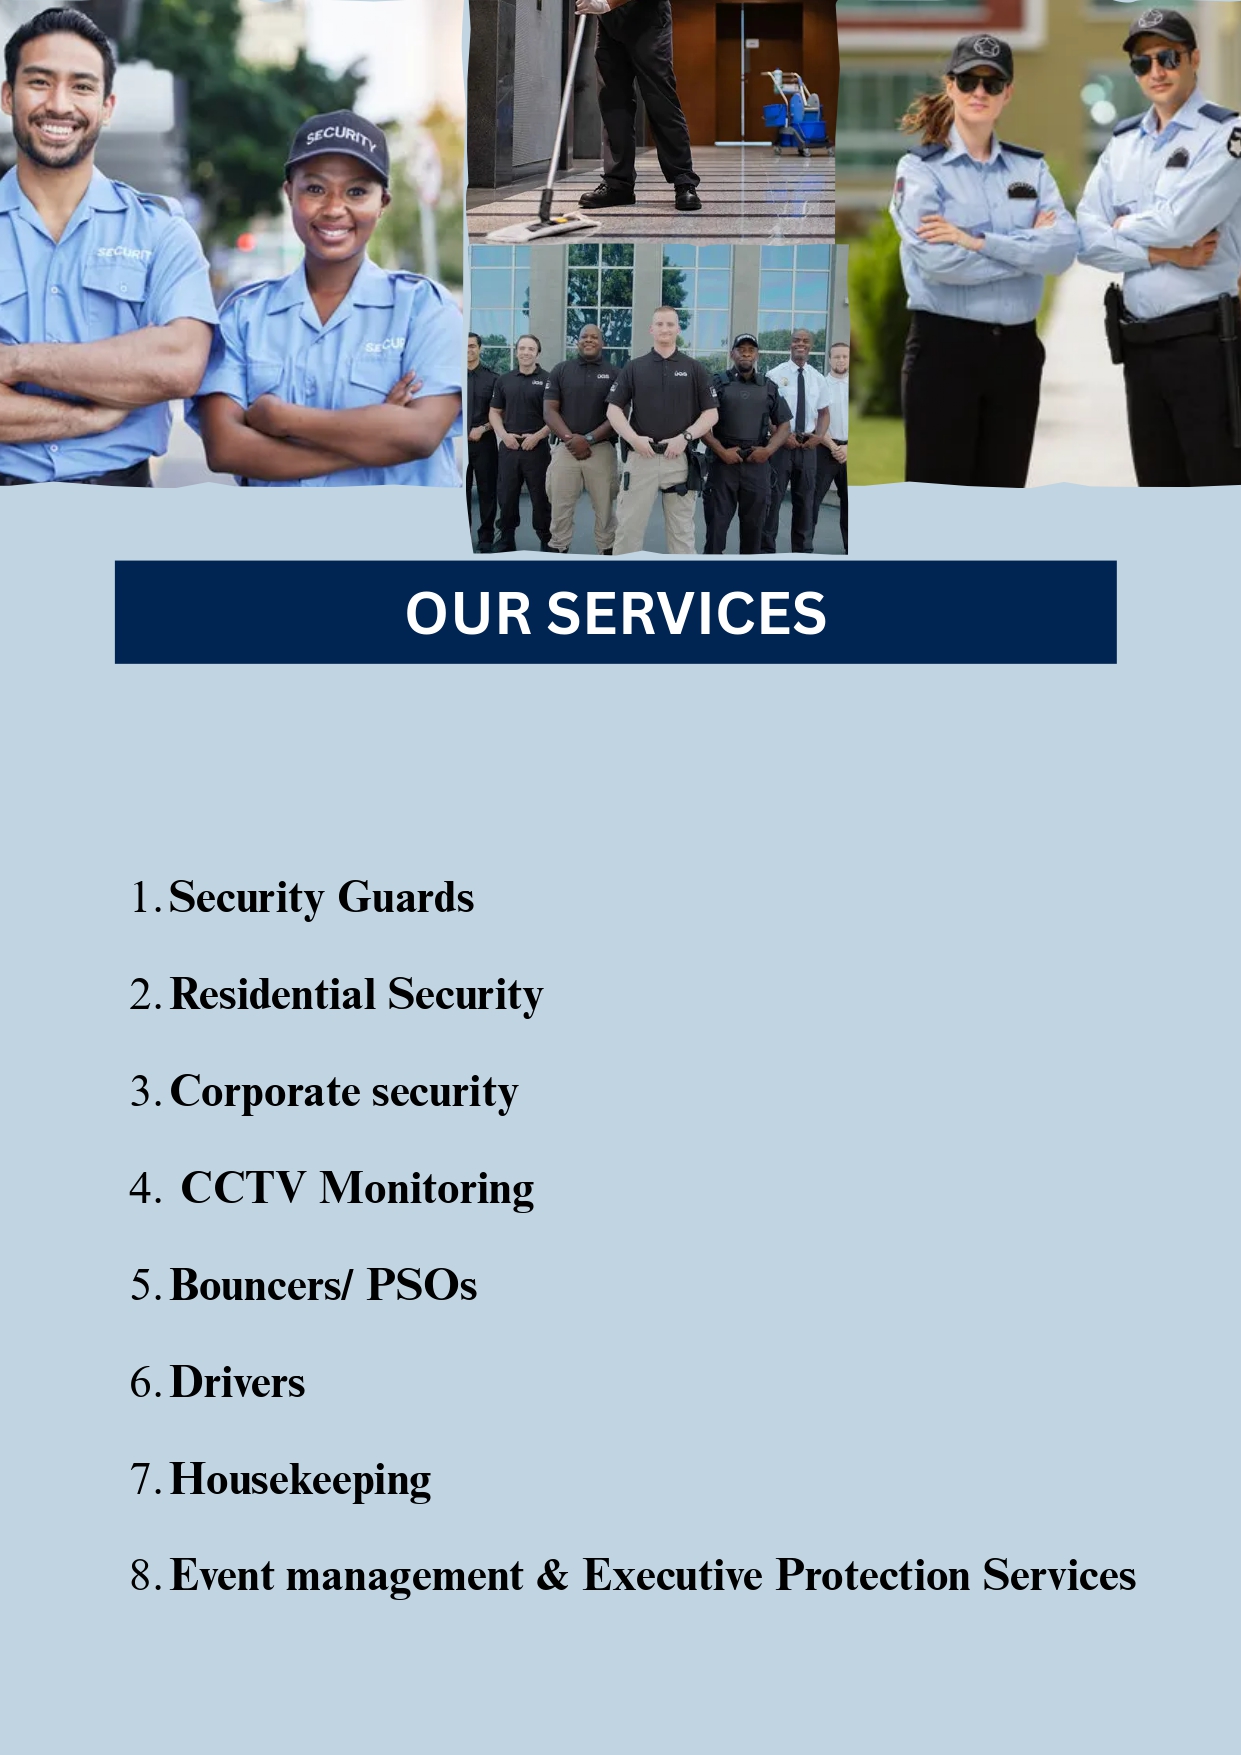 SECURITY
SECURITY
OUR SERVICES
1. Security Guards
2. Residential Security
3. Corporate security
4. CCTV Monitoring
5. Bouncers/ PSOs
6. Drivers
7. Housekeeping
8. Event management & Executive Protection Services